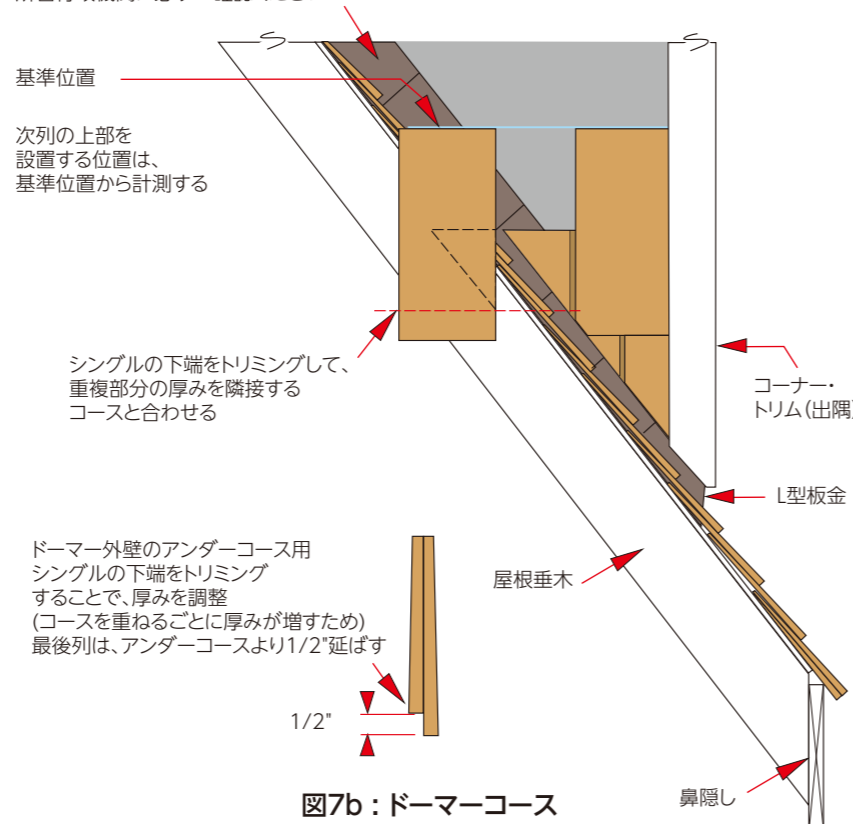 基準位置
次列の上部を
設置する位置は、
基準位置から計測する
シングルの下端をトリミングして、
重複部分の厚みを隣接する
コースと合わせる
コーナー・
トリム(出隅)
L型板金
ドーマー外壁のアンダーコース用
シングルの下端をトリミング
することで、厚みを調整
(コースを重ねるごとに厚みが増すため)
最後列は、アンダーコースより1/2"延ばす
屋根垂木
1/2"
鼻隠し
図7b：ドーマーコース